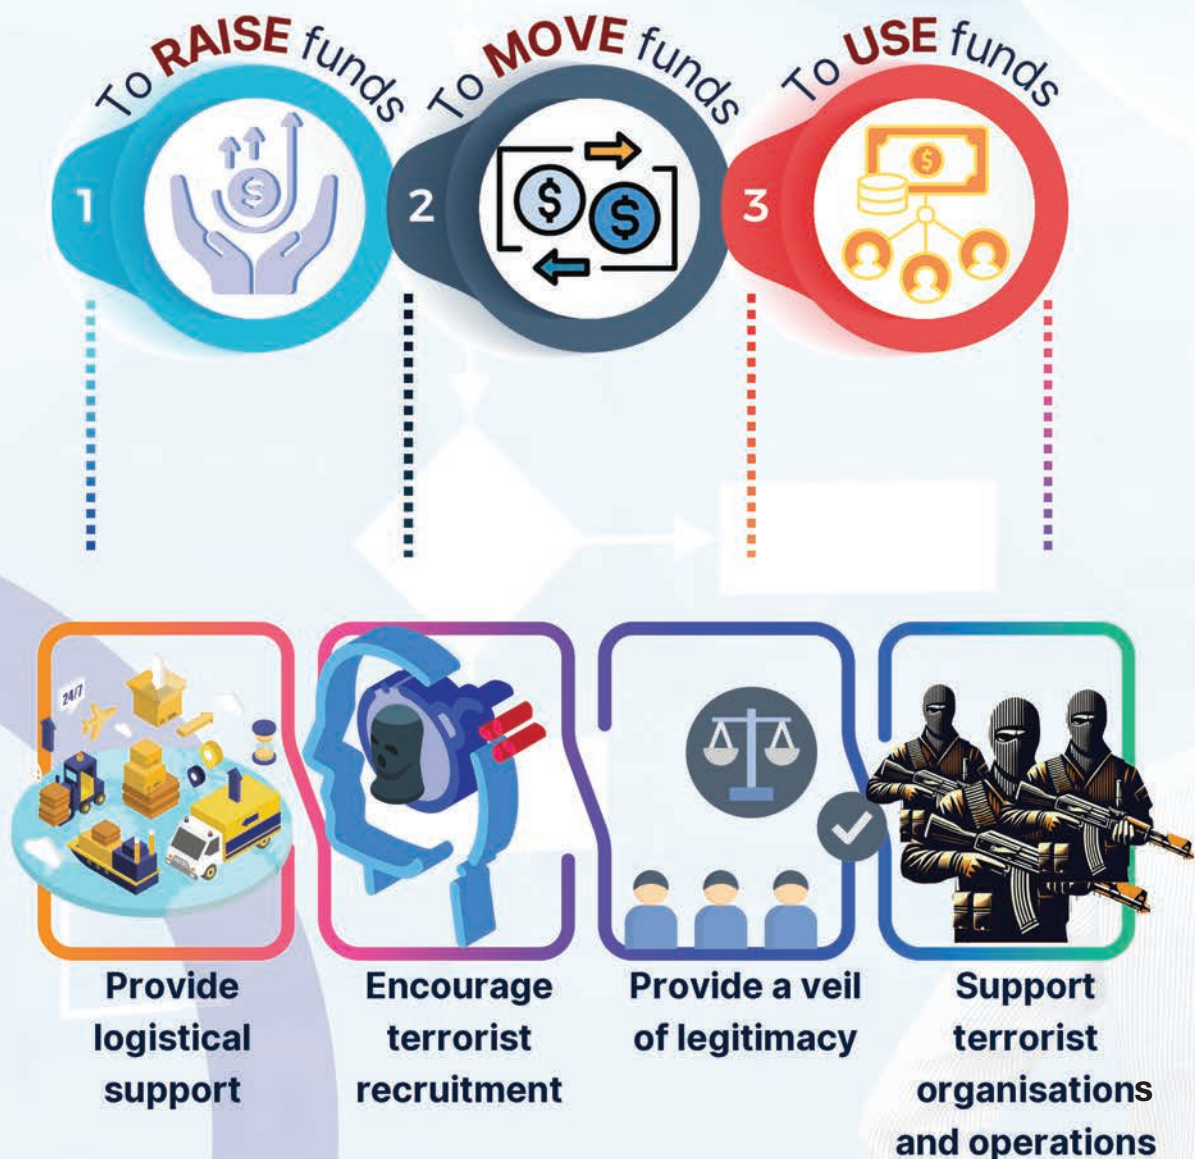 To RAISE funds
To MOVE funds
To USE funds
1
2
3
$
$
$
$
24/7
Provide
logistical
support
Encourage
terrorist
recruitment
Provide a veil
of legitimacy
Support
terrorist
organisations
and operations